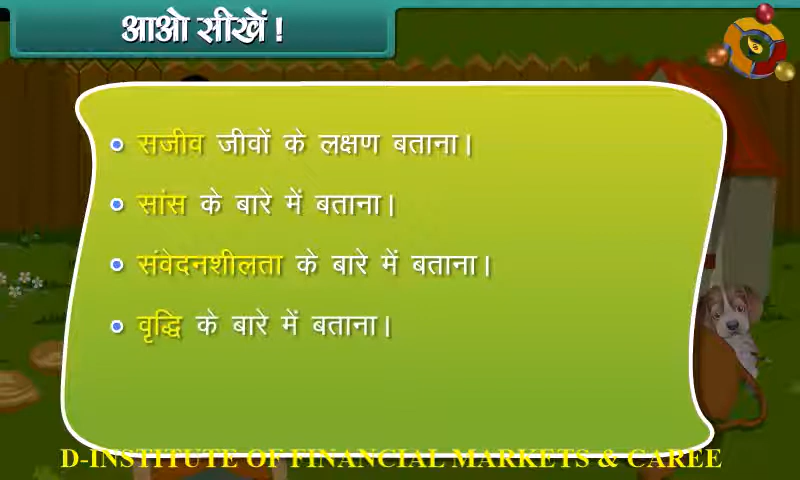 आओ सीखें!
सजीव जीवों के लक्षण बताना।
सांस के बारे में बताना।
संवेदनशीलता के बारे में बताना।
वृद्धि के बारे में बताना।
D-INSTITUTE OF FINANCIAL MARKETS & CAREE